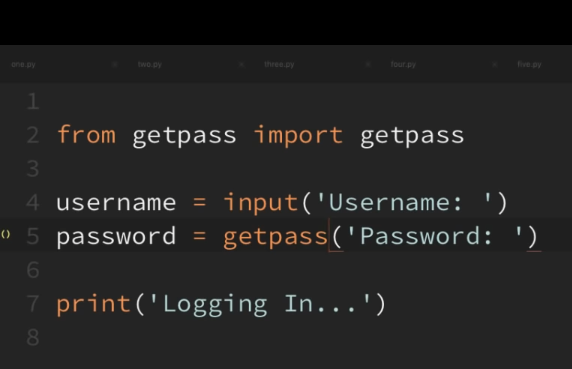 one.py two.py three.py four.py five.py
1
2 from getpass import getpass
3
4 username = input('Username: ')
5 password = getpass('Password: ')
6
7 print('Logging In...')
8